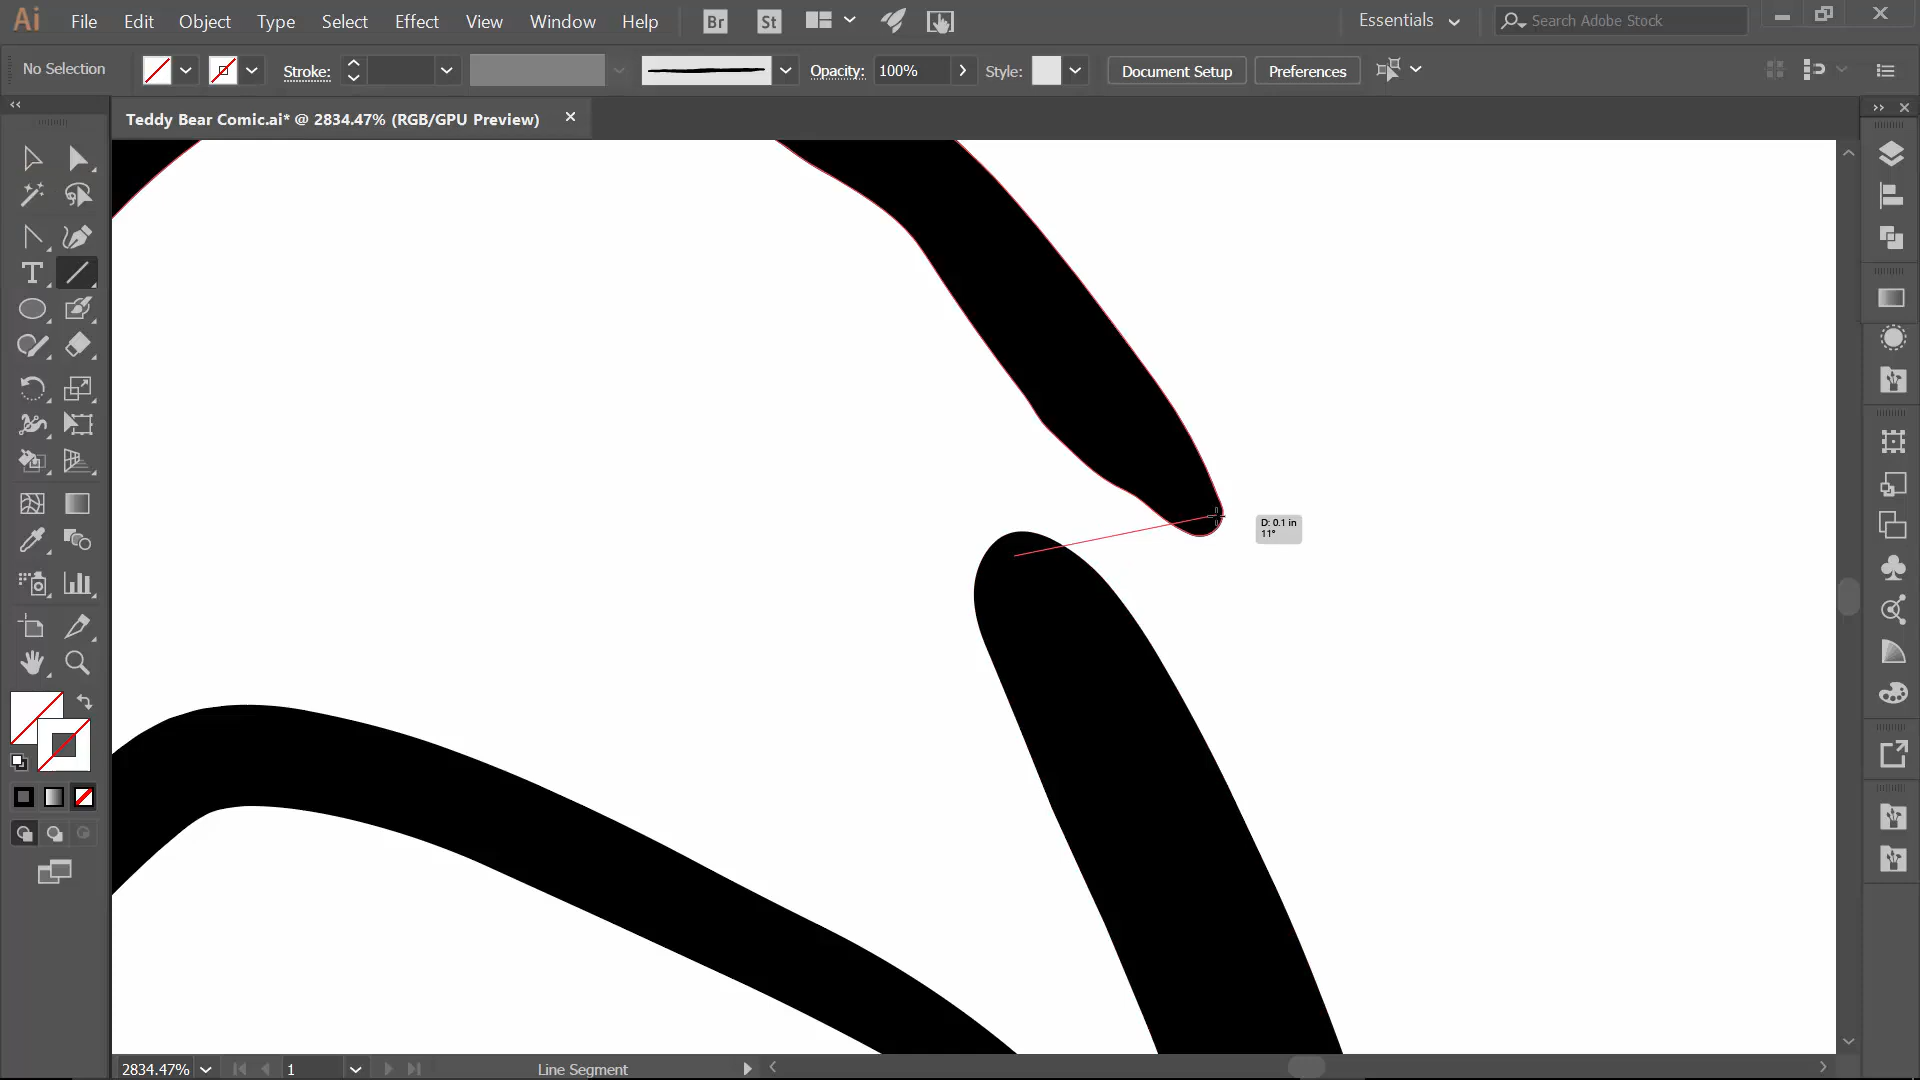 Ai File Edit Object Type Select Effect View Window Help Br St Essentials Search Adobe Stock
No Selection Stroke: Opacity: 100% Style: Document Setup Preferences
Teddy Bear Comic.ai* @ 2834.47% (RGB/GPU Preview)
D: 0.1 in
11°
2834.47% 1 Line Segment